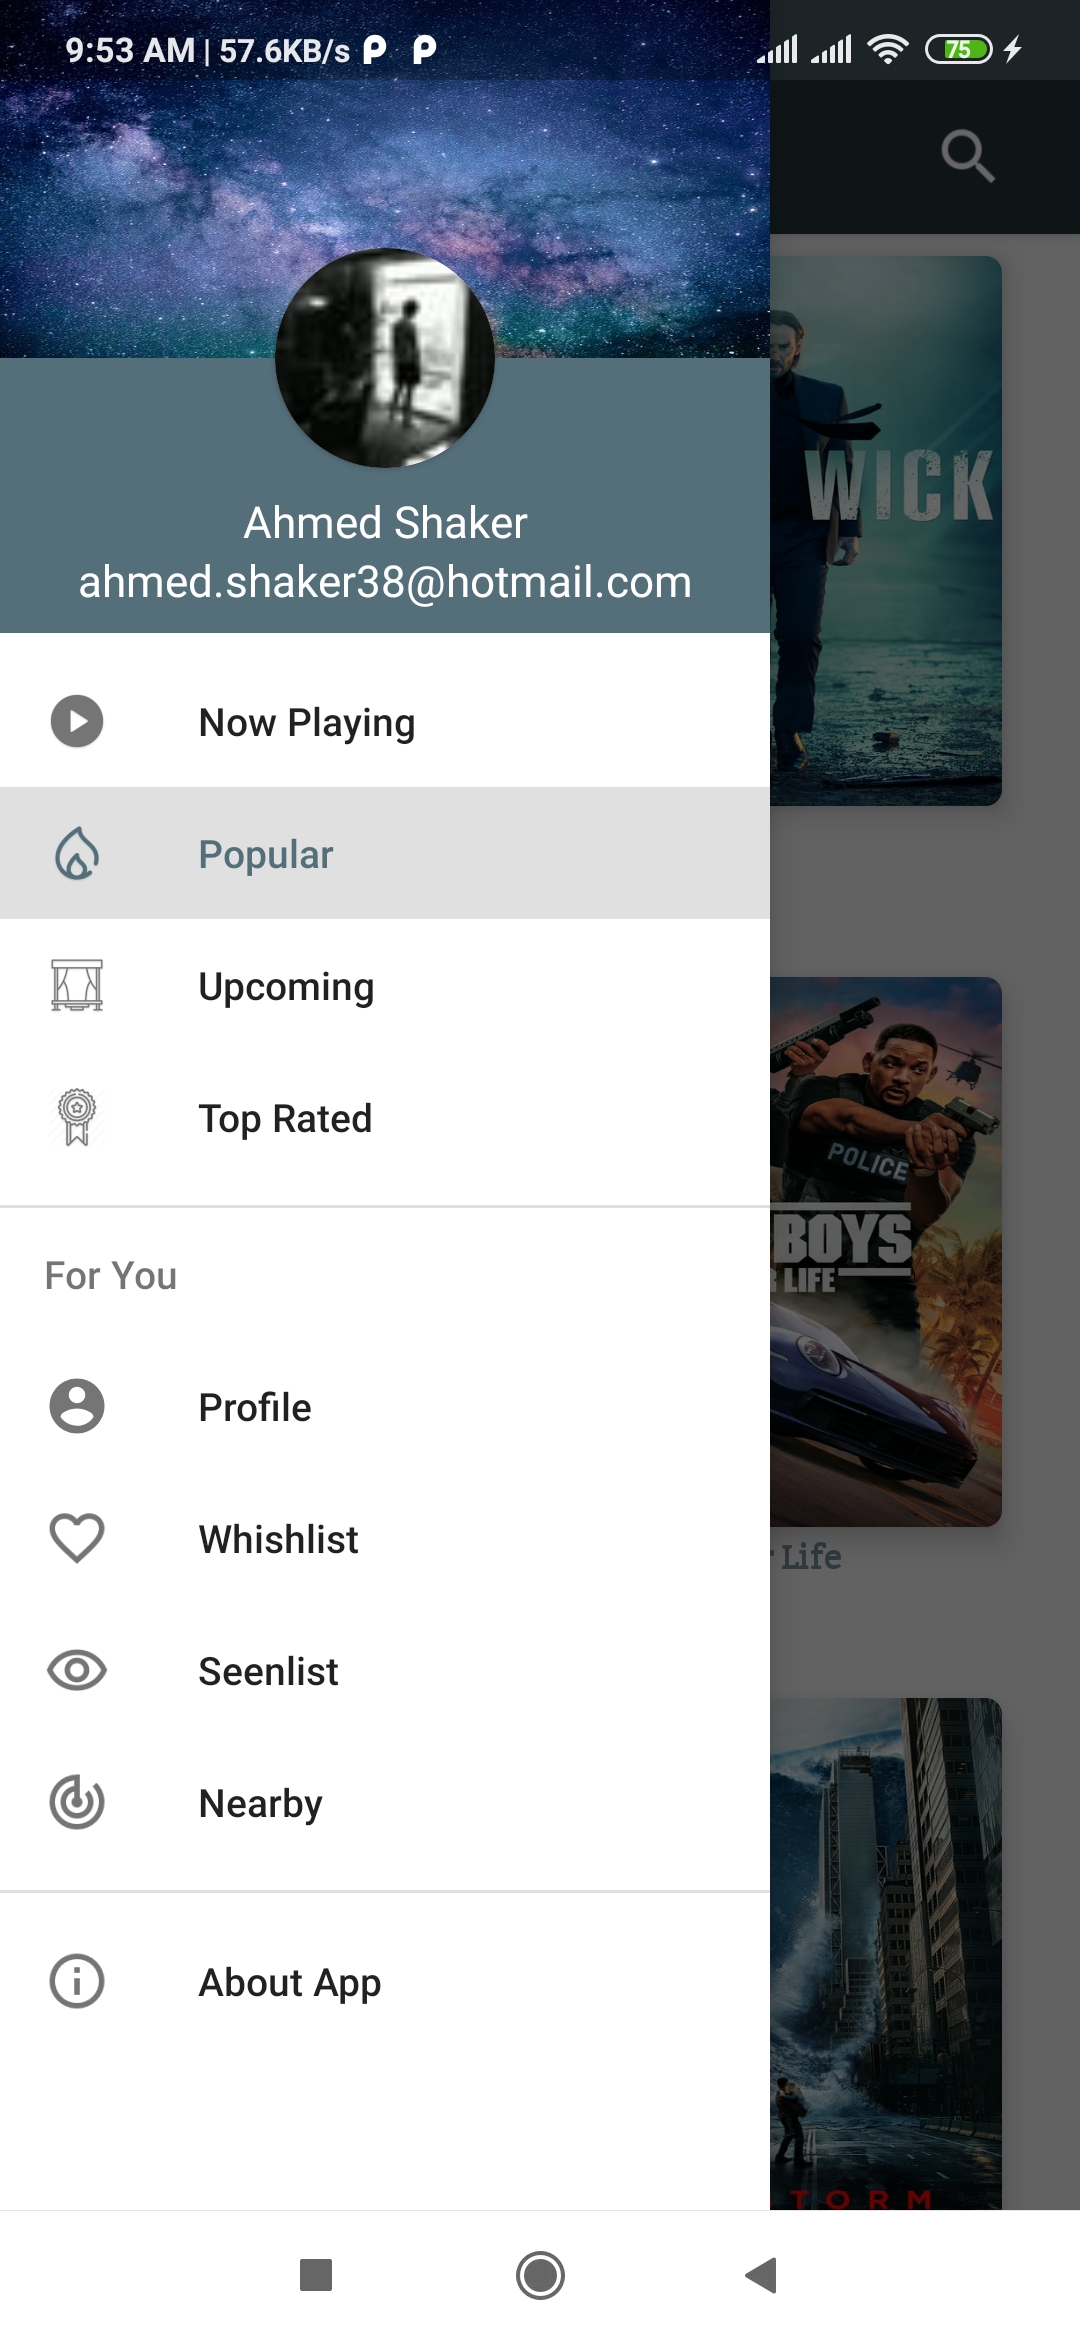 9:53 AM | 57.6KB/s
75
WICK
Ahmed Shaker
ahmed.shaker38@hotmail.com
Now Playing
Popular
Upcoming
Top Rated
POLICE
BOYS
LIFE
For You
Profile
Whishlist
Life
Seenlist
Nearby
About App
TORM